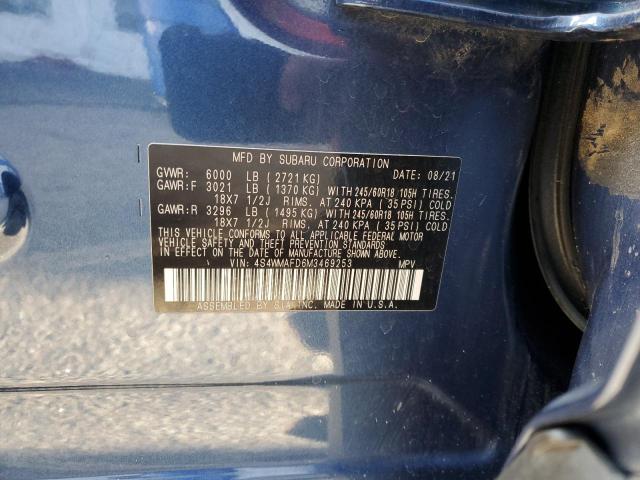 MFD BY SUBARU CORPORATION DATE: 08/21
GVWR: 6000 LB (2721 KG)
GAWR:F 3021 LB (1370 KG) WITH 245/60R18 105H TIRES.
18X7 1/2J RIMS. AT 240 KPA ( 35 PSI) COLD
GAWR:R 3296 LB (1495 KG) WITH 245/60R18 105H TIRES.
18X7 1/2J RIMS. AT 240 KPA ( 35 PSI) COLD
THIS VEHICLE CONFORMS TO ALL APPLICABLE FEDERAL MOTOR
VEHICLE SAFETY AND THEFT PREVENTION STANDARDS
IN EFFECT ON THE DATE OF MANUFACTURE SHOWN ABOVE.
VIN: 4S4WMAFD6M3469253 MPV
ASSEMBLED BY S.I.A., INC. MADE IN U.S.A.